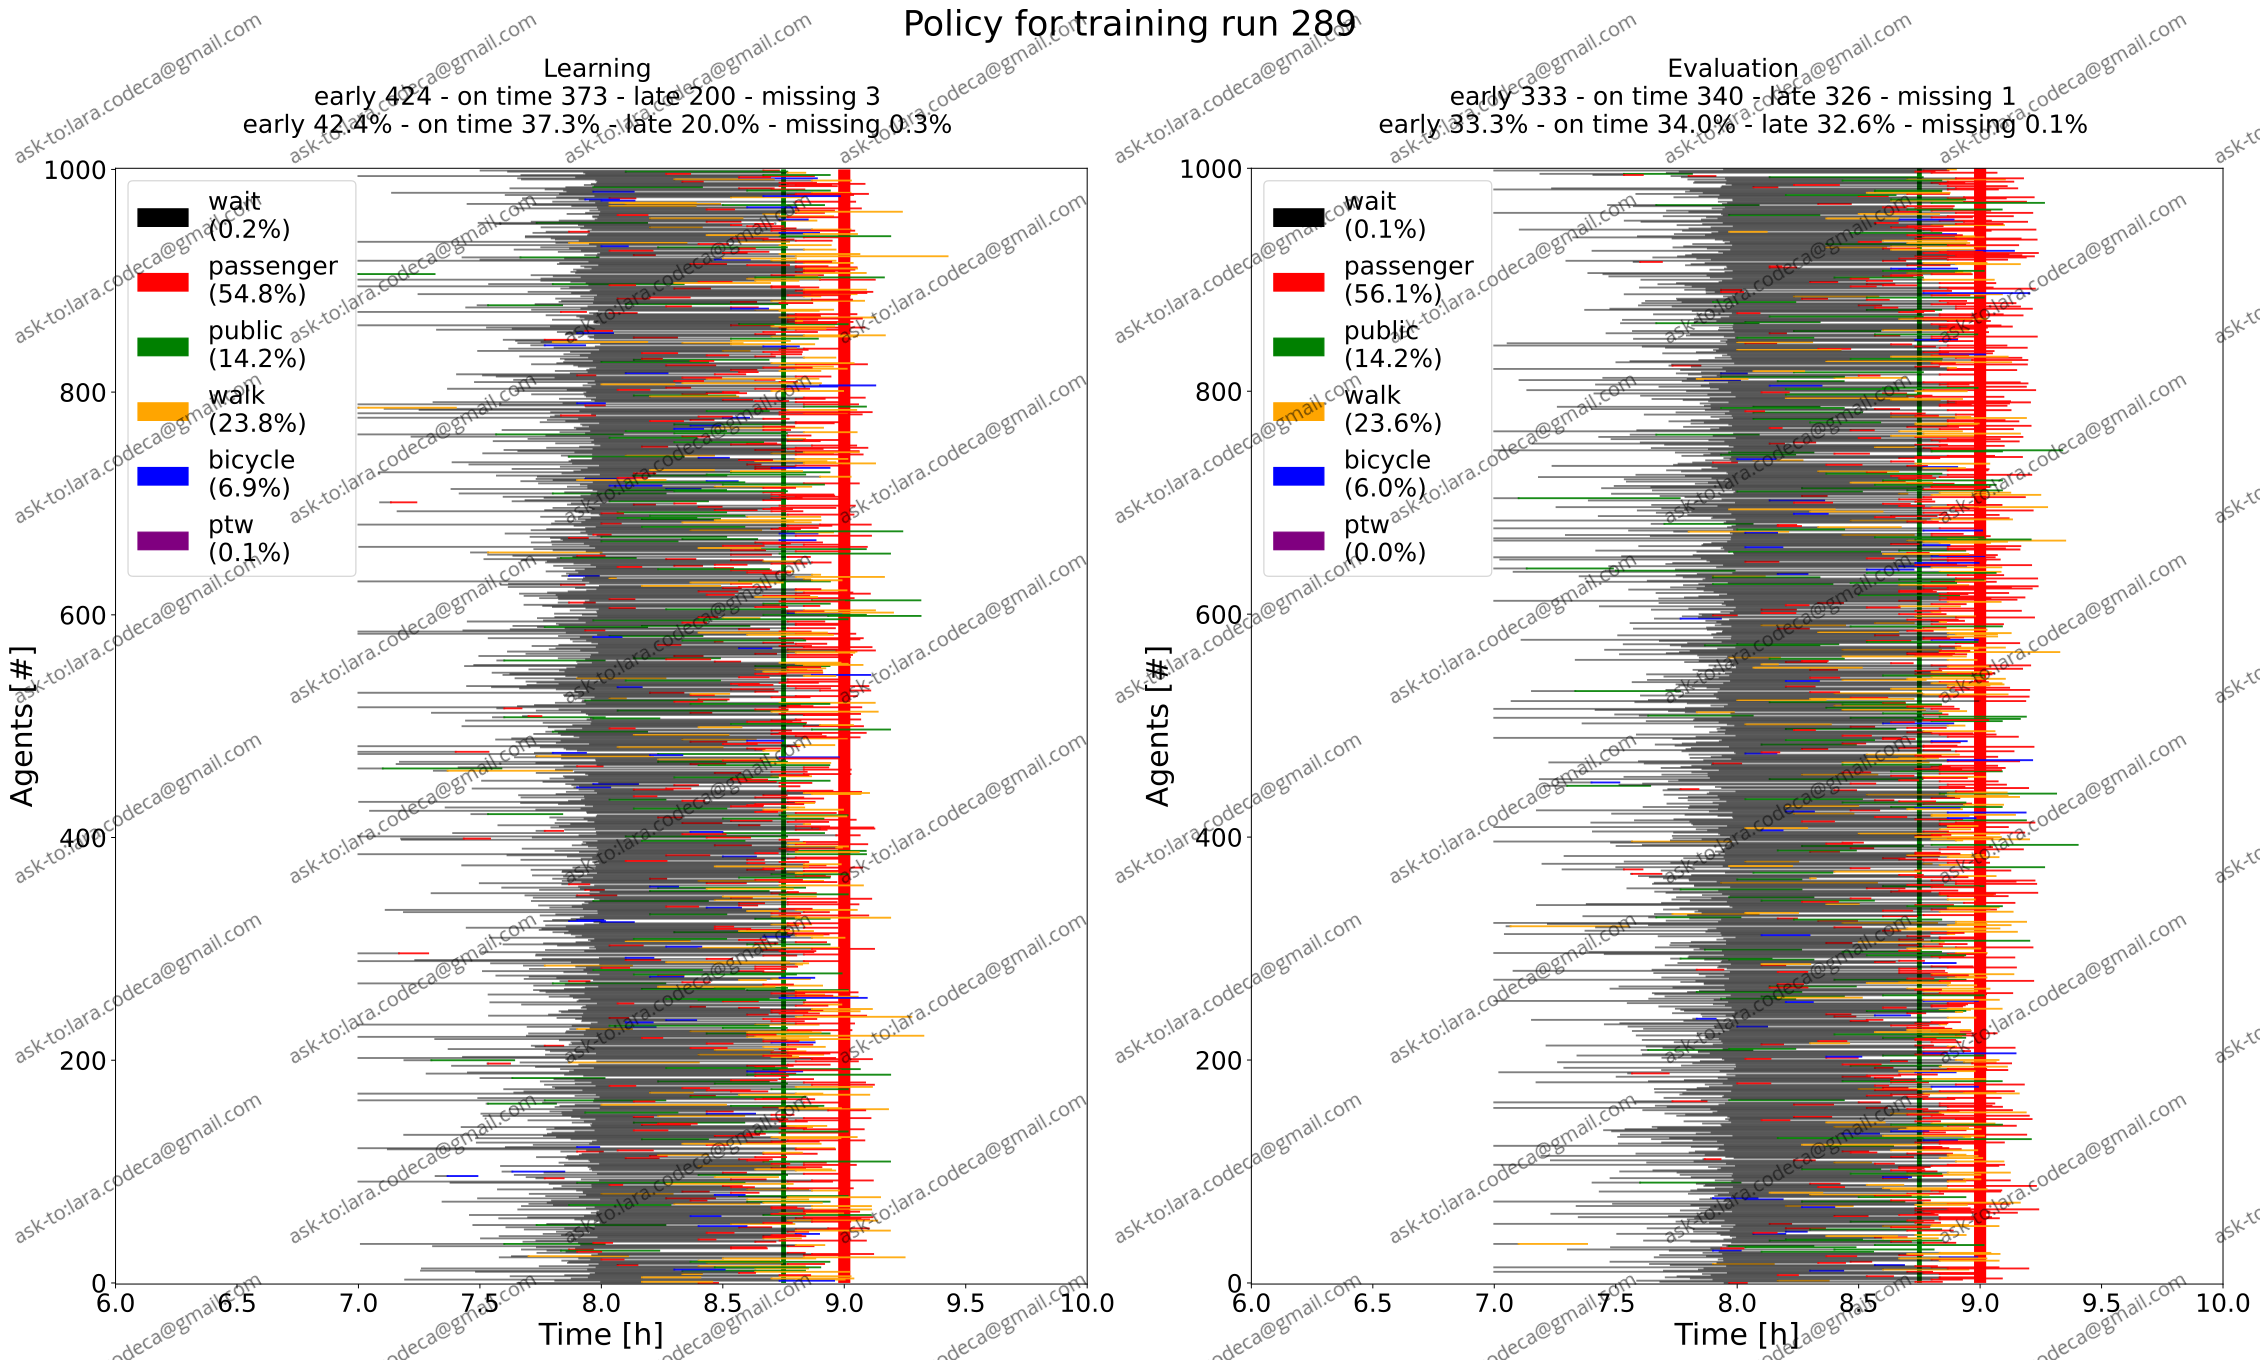 Policy for training run 289
Learning
early 424 - on time 373 - late 200 - missing 3
early 42.4% - on time 37.3% - late 20.0% - missing 0.3%
1000
800
600
400
200
0
Agents [#]
wait
(0.2%)
passenger
(54.8%)
public
(14.2%)
walk
(23.8%)
bicycle
(6.9%)
ptw
(0.1%)
6.0 6.5 7.0 7.5 8.0 8.5 9.0 9.5 10.0
Time [h]
Evaluation
early 333 - on time 340 - late 326 - missing 1
early 33.3% - on time 34.0% - late 32.6% - missing 0.1%
1000
800
600
400
200
0
Agents [#]
wait
(0.1%)
passenger
(56.1%)
public
(14.2%)
walk
(23.6%)
bicycle
(6.0%)
ptw
(0.0%)
6.0 6.5 7.0 7.5 8.0 8.5 9.0 9.5 10.0
Time [h]
ask-to:lara.codeca@gmail.com